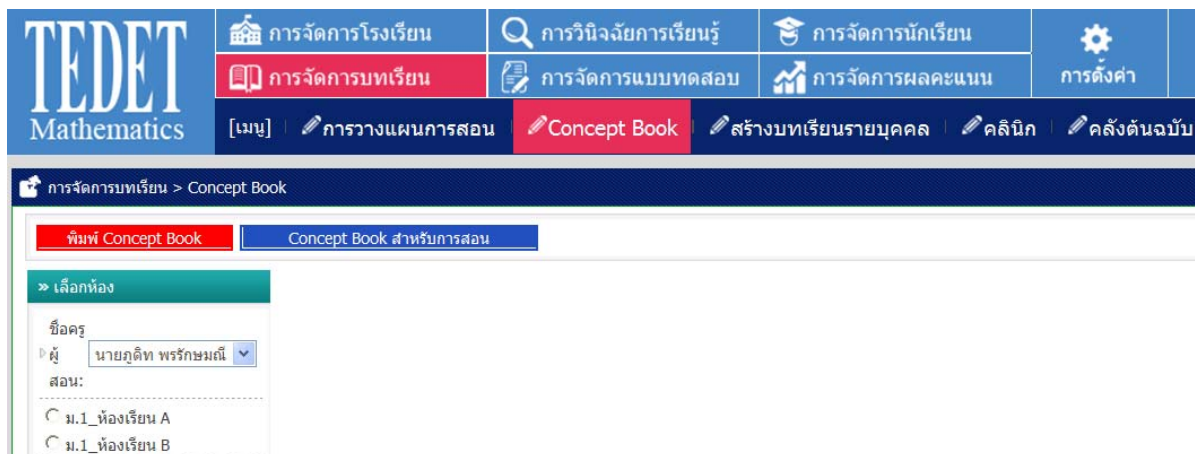 TEDET
Mathematics
การจัดการโรงเรียน
การวินิจฉัยการเรียนรู้
การจัดการนักเรียน
การจัดการบทเรียน
การจัดการแบบทดสอบ
การจัดการผลคะแนน
การตั้งค่า
[เมนู] การวางแผนการสอน Concept Book สร้างบทเรียนรายบุคคล คลินิก คลังต้นฉบับ
การจัดการบทเรียน > Concept Book
พิมพ์ Concept Book
Concept Book สำหรับการสอน
» เลือกห้อง
ชื่อครู
ผู้
สอน:
นายภูดิท พรรักษมณี
ม.1_ห้องเรียน A
ม.1_ห้องเรียน B